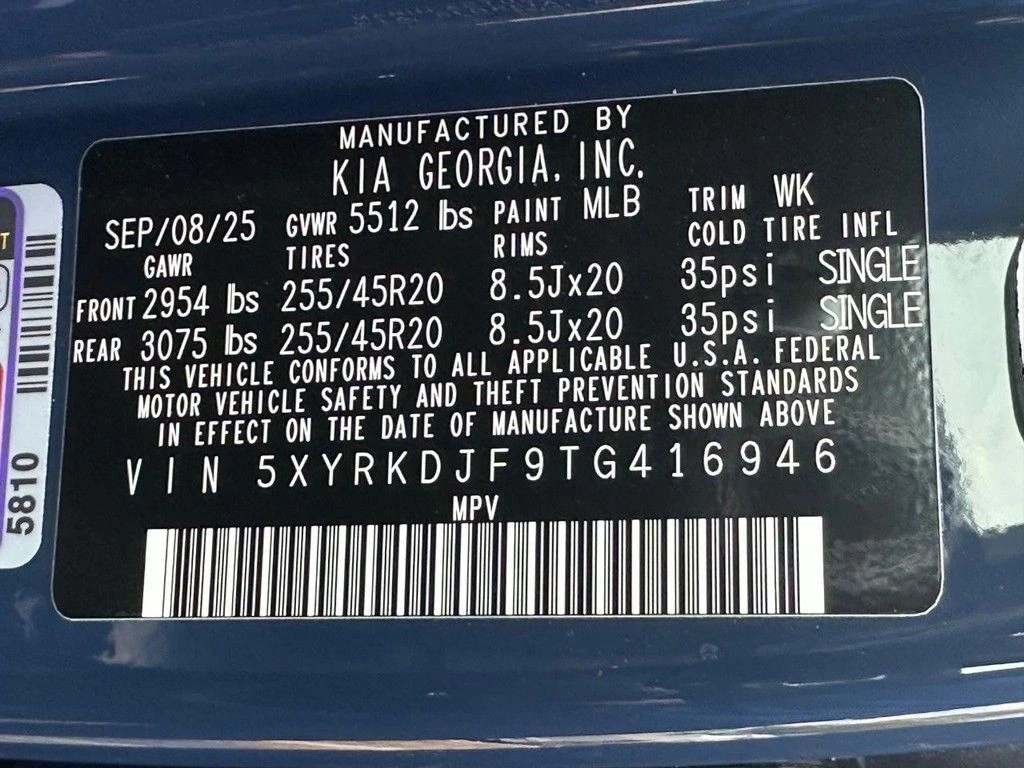 MANUFACTURED BY
KIA GEORGIA, INC.
SEP/08/25 GVWR 5512 lbs PAINT MLB TRIM WK
GAWR TIRES RIMS COLD TIRE INFL
FRONT 2954 lbs 255/45R20 8.5Jx20 35psi SINGLE
REAR 3075 lbs 255/45R20 8.5Jx20 35psi SINGLE
THIS VEHICLE CONFORMS TO ALL APPLICABLE U.S.A. FEDERAL
MOTOR VEHICLE SAFETY AND THEFT PREVENTION STANDARDS
IN EFFECT ON THE DATE OF MANUFACTURE SHOWN ABOVE
VIN 5XYRKDJF9TG416946
MPV
5810